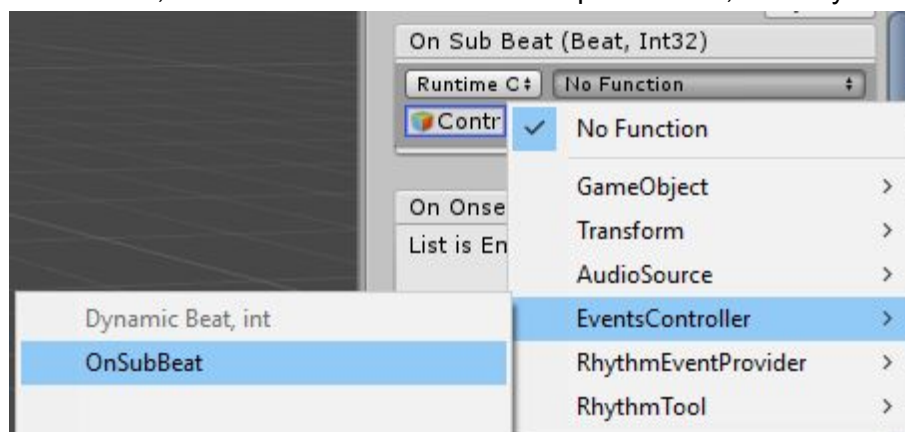 On Sub Beat (Beat, Int32)
Runtime C
No Function
Contr
No Function
GameObject
On Onse
Transform
List is En
AudioSource
Dynamic Beat, int
EventsController
OnSubBeat
RhythmEventProvider
RhythmTool